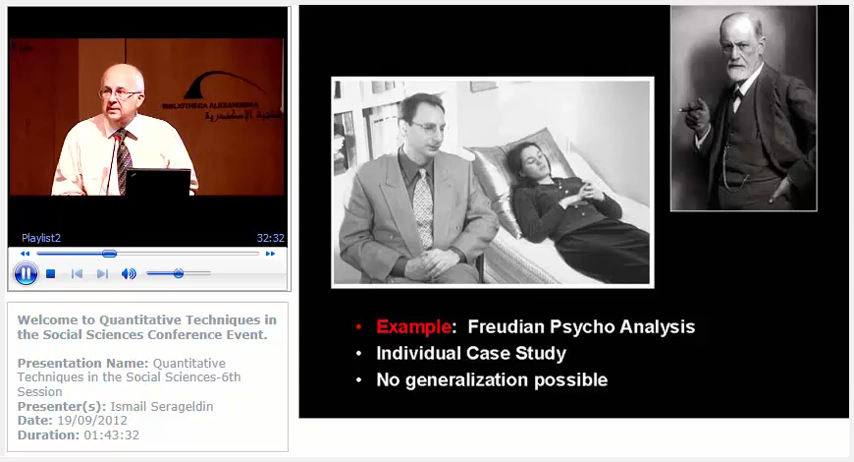 BIBLIOTHECA ALEXANDRINA
مكتبة الإسكندرية
Playlist2
32:32
Welcome to Quantitative Techniques in
the Social Sciences Conference Event.
Presentation Name: Quantitative
Techniques in the Social Sciences-6th
Session
Presenter(s): Ismail Serageldin
Date: 19/09/2012
Duration: 01:43:32
• Example: Freudian Psycho Analysis
• Individual Case Study
• No generalization possible